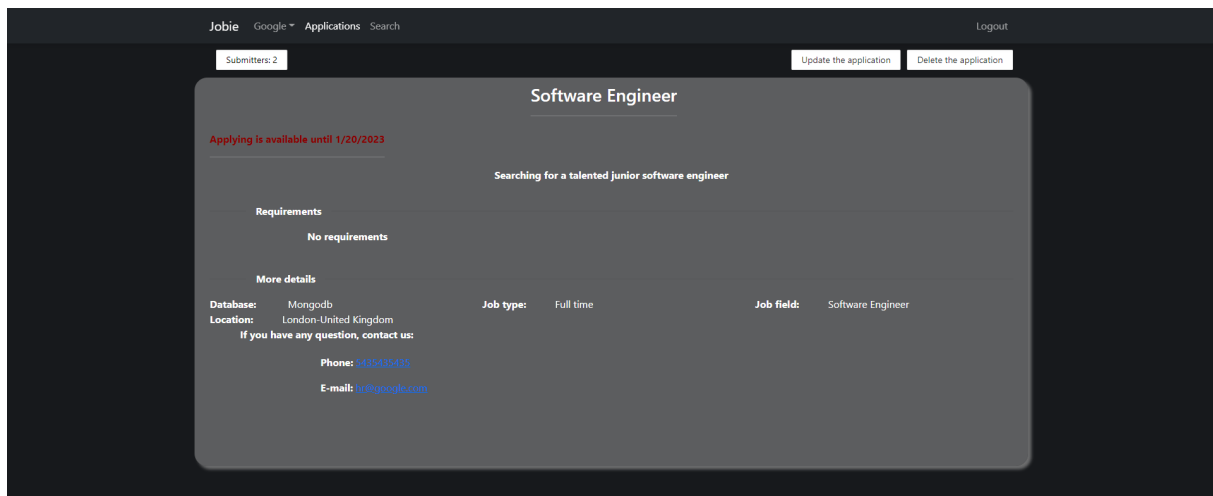 Jobie Google Applications Search Logout
Submitters: 2 Update the application Delete the application
Software Engineer
Applying is available until 1/20/2023
Searching for a talented junior software engineer
Requirements
No requirements
More details
Database: Mongodb Job type: Full time Job field: Software Engineer
Location: London-United Kingdom
If you have any question, contact us:
Phone:
E-mail: